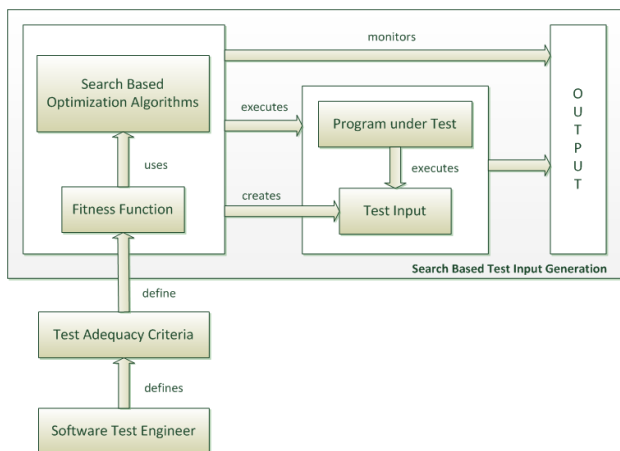 monitors
Search Based
Optimization Algorithms
executes
Program under Test
uses
executes
Fitness Function
creates
Test Input
O
U
T
P
U
T
Search Based Test Input Generation
define
Test Adequacy Criteria
defines
Software Test Engineer